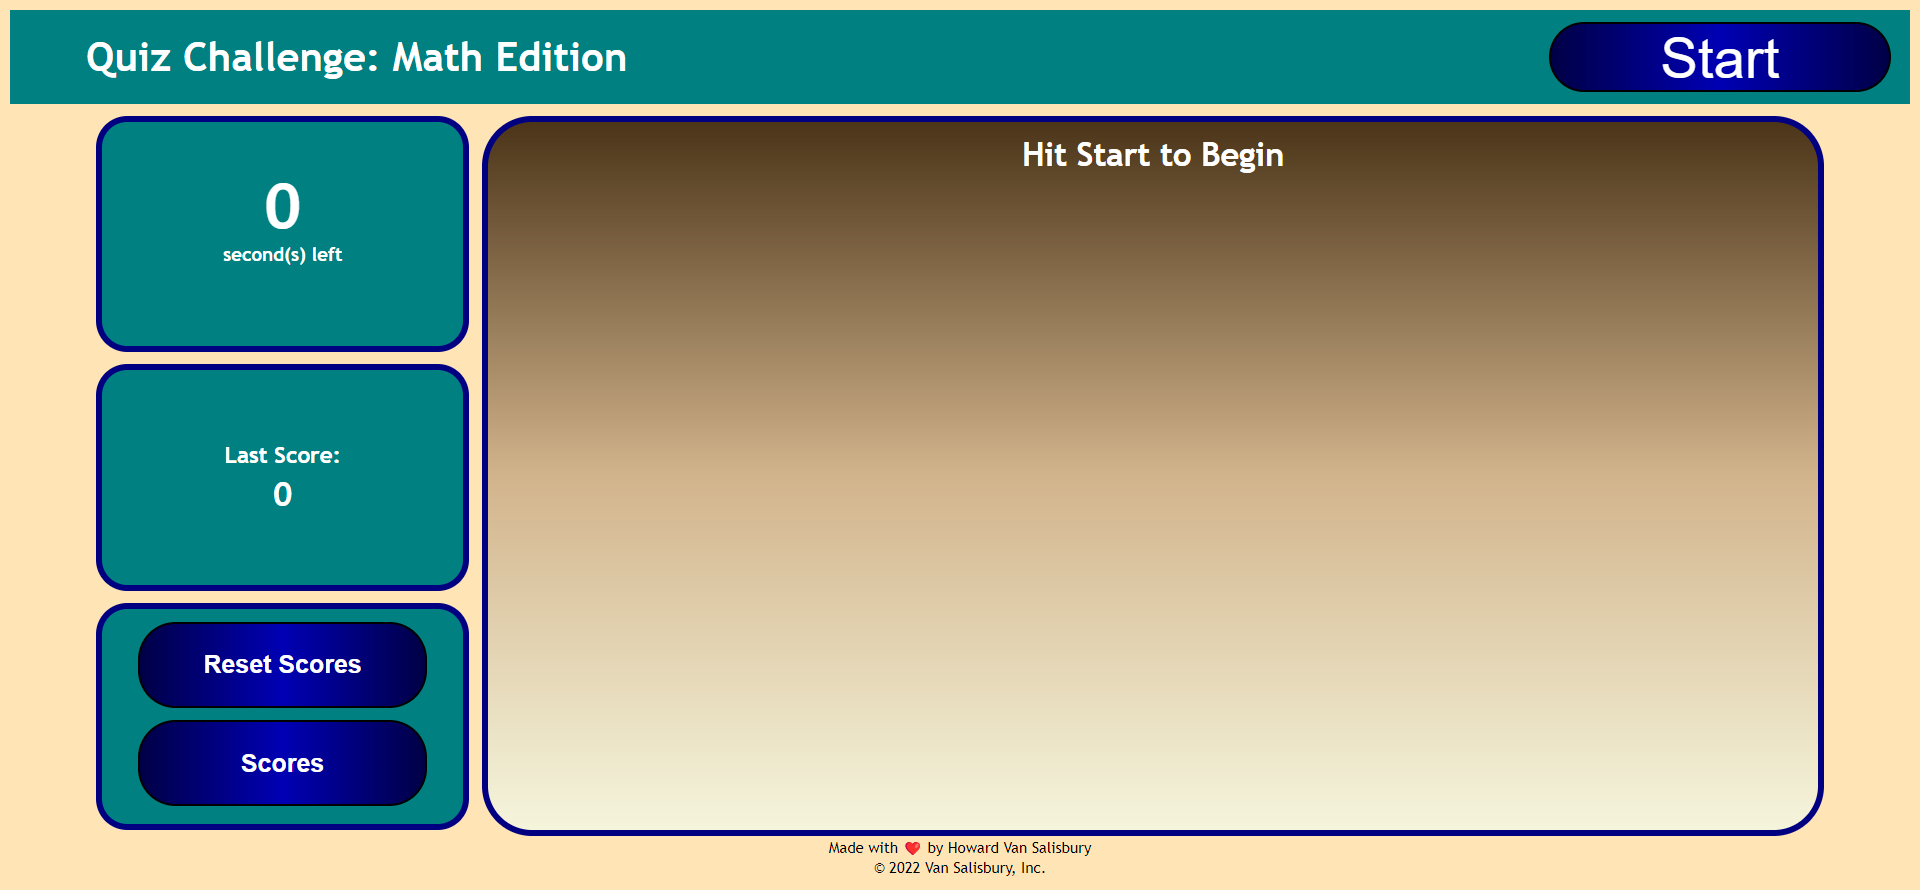 Quiz Challenge: Math Edition
Start
0
second(s) left
Last Score:
0
Reset Scores
Scores
Hit Start to Begin
Made with ❤️ by Howard Van Salisbury
© 2022 Van Salisbury, Inc.